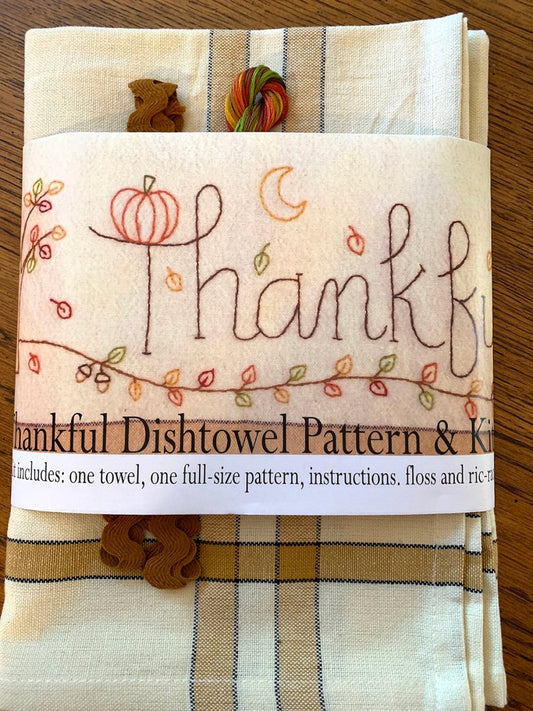 Thankfu
hankful Dishtowel Pattern & Ki
t includes: one towel, one full-size pattern, instructions. floss and ric-ra